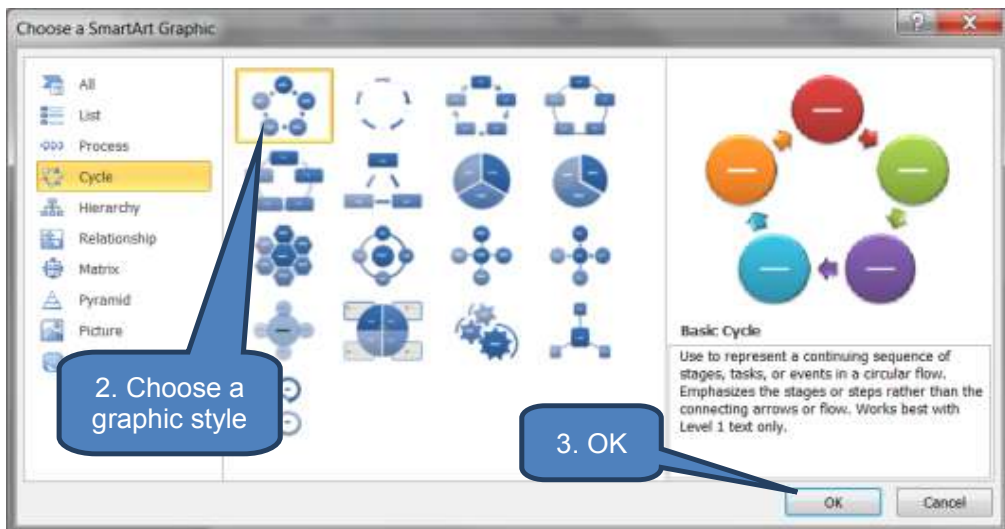 Choose a SmartArt Graphic
All
List
Process
Cycle
Hierarchy
Relationship
Matrix
Pyramid
Picture
2. Choose a
graphic style
Basic Cycle
Use to represent a continuing sequence of
stages, tasks, or events in a circular flow.
Emphasizes the stages or steps rather than the
connecting arrows or flow. Works best with
Level 1 text only.
3. OK
OK
Cancel